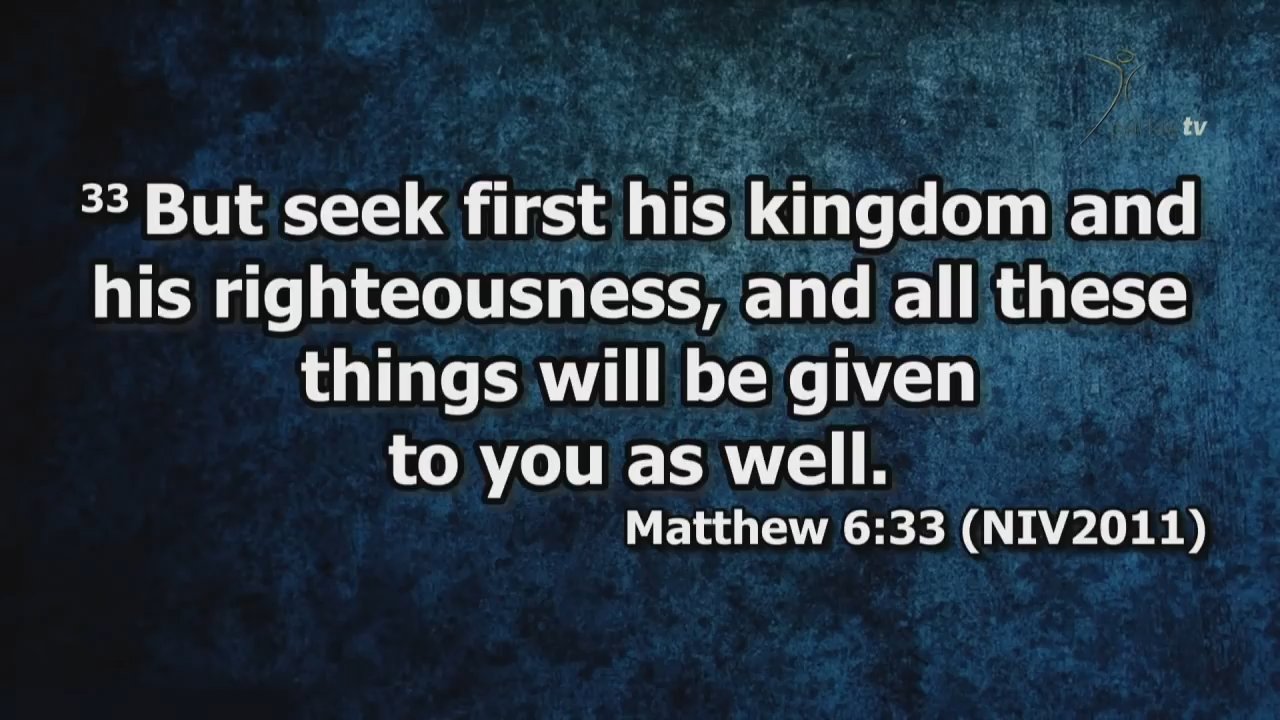 tv
33 But seek first his kingdom and
his righteousness, and all these
things will be given
to you as well.
Matthew 6:33 (NIV2011)